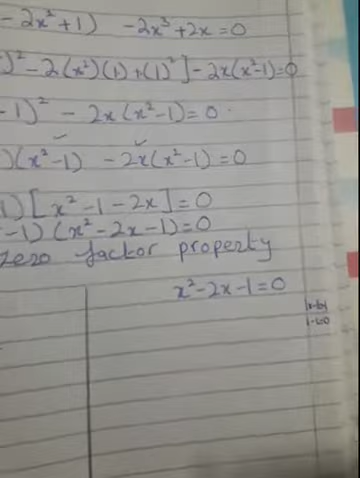 - 2x³ + 1) - 2x³ + 2x = 0
)² - 2(x²)(1) + (1)²] - 2x(x²-1) = 0
- 1)² - 2x(x²-1) = 0
)(x²-1) - 2x(x²-1) = 0
1)[x² - 1 - 2x] = 0
-1)(x² - 2x - 1) = 0
zero factor property
x² - 2x - 1 = 0